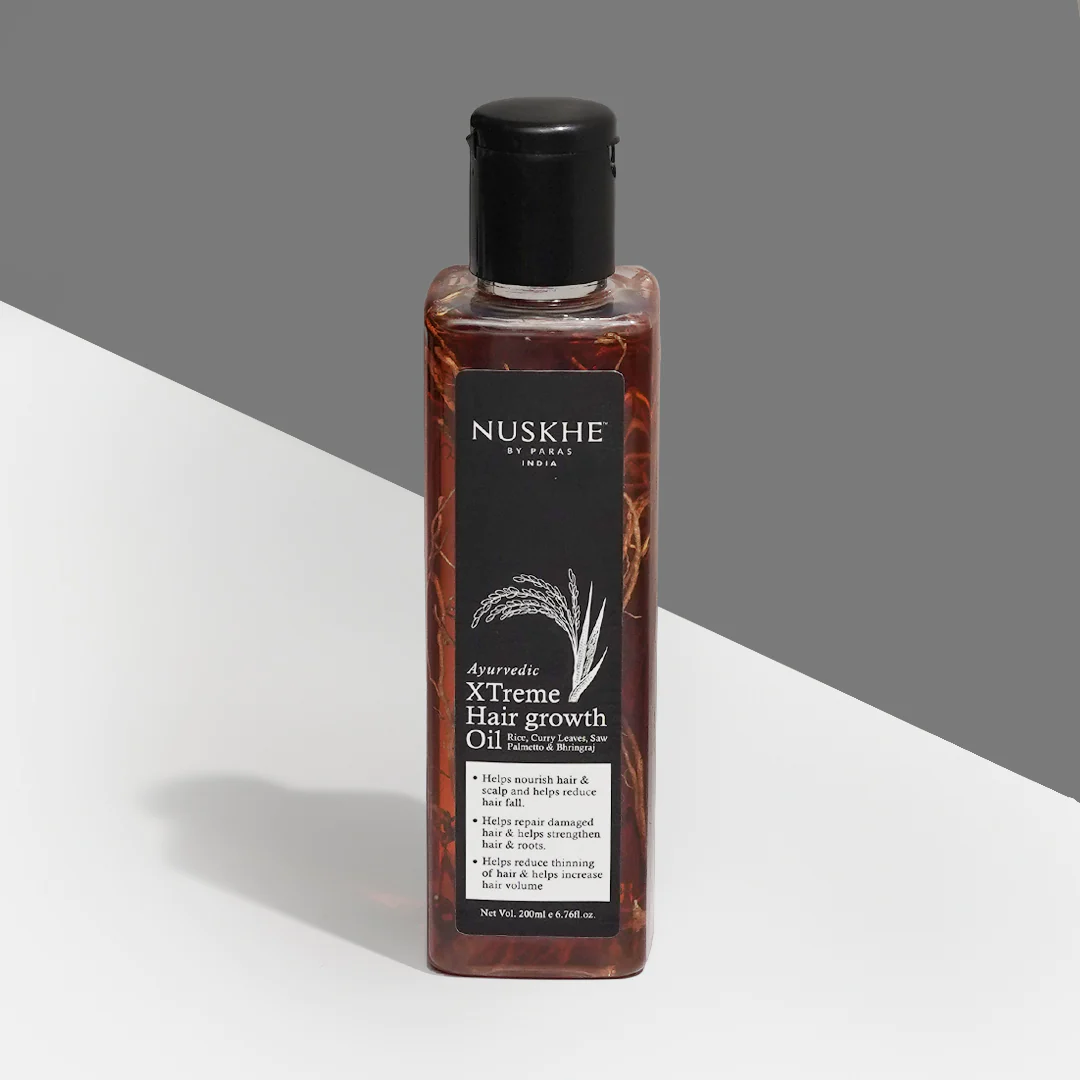 NUSKHE™
BY PARAS
INDIA
Ayurvedic
XTreme
Hair growth
Oil Rice, Curry Leaves, Saw
Palmetto & Bhringraj
• Helps nourish hair &
scalp and helps reduce
hair fall.
• Helps repair damaged
hair & helps strengthen
hair & roots.
• Helps reduce thinning
of hair & helps increase
hair volume
Net Vol. 200ml e 6.76fl.oz.